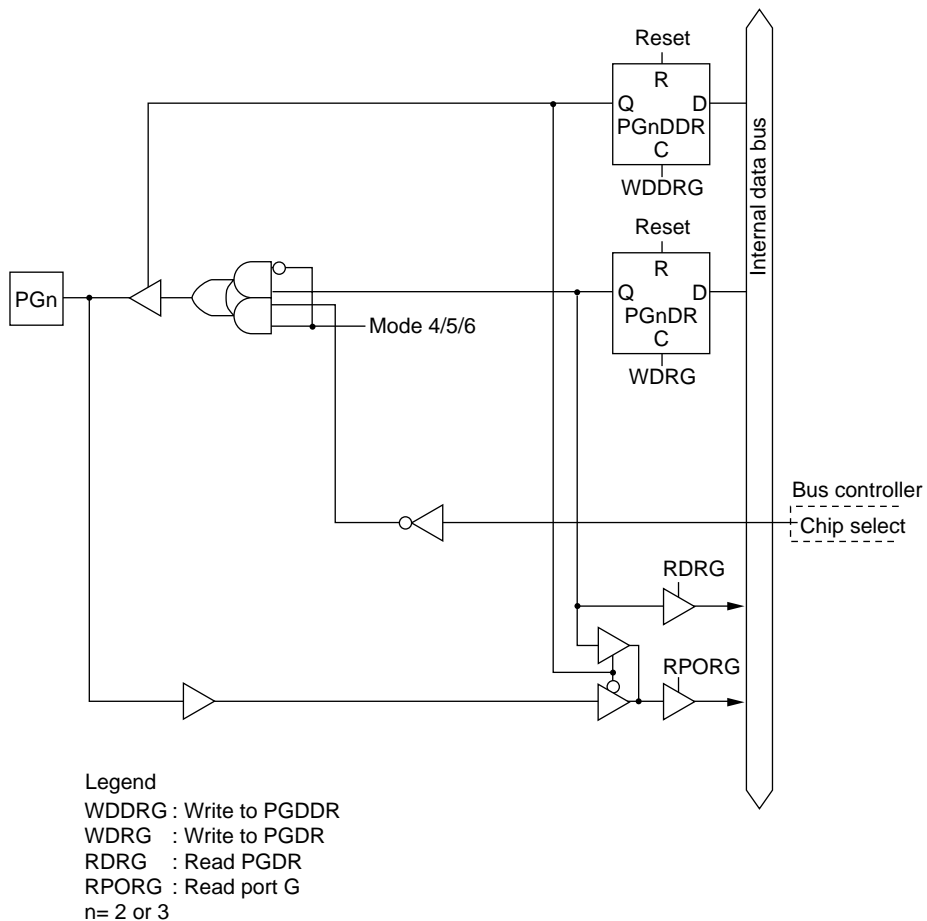 Reset
R
Q D
PGnDDR
C
WDDRG
Internal data bus
Reset
R
Q D
PGnDR
C
WDRG
PGn
Mode 4/5/6
Bus controller
Chip select
RDRG
RPORG
Legend
WDDRG : Write to PGDDR
WDRG : Write to PGDR
RDRG : Read PGDR
RPORG : Read port G
n= 2 or 3